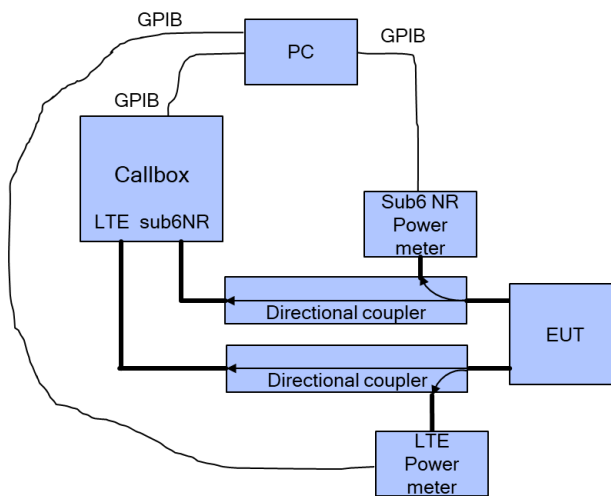 GPIB
PC
GPIB
GPIB
Callbox
LTE sub6NR
Sub6 NR
Power
meter
Directional coupler
EUT
Directional coupler
LTE
Power
meter